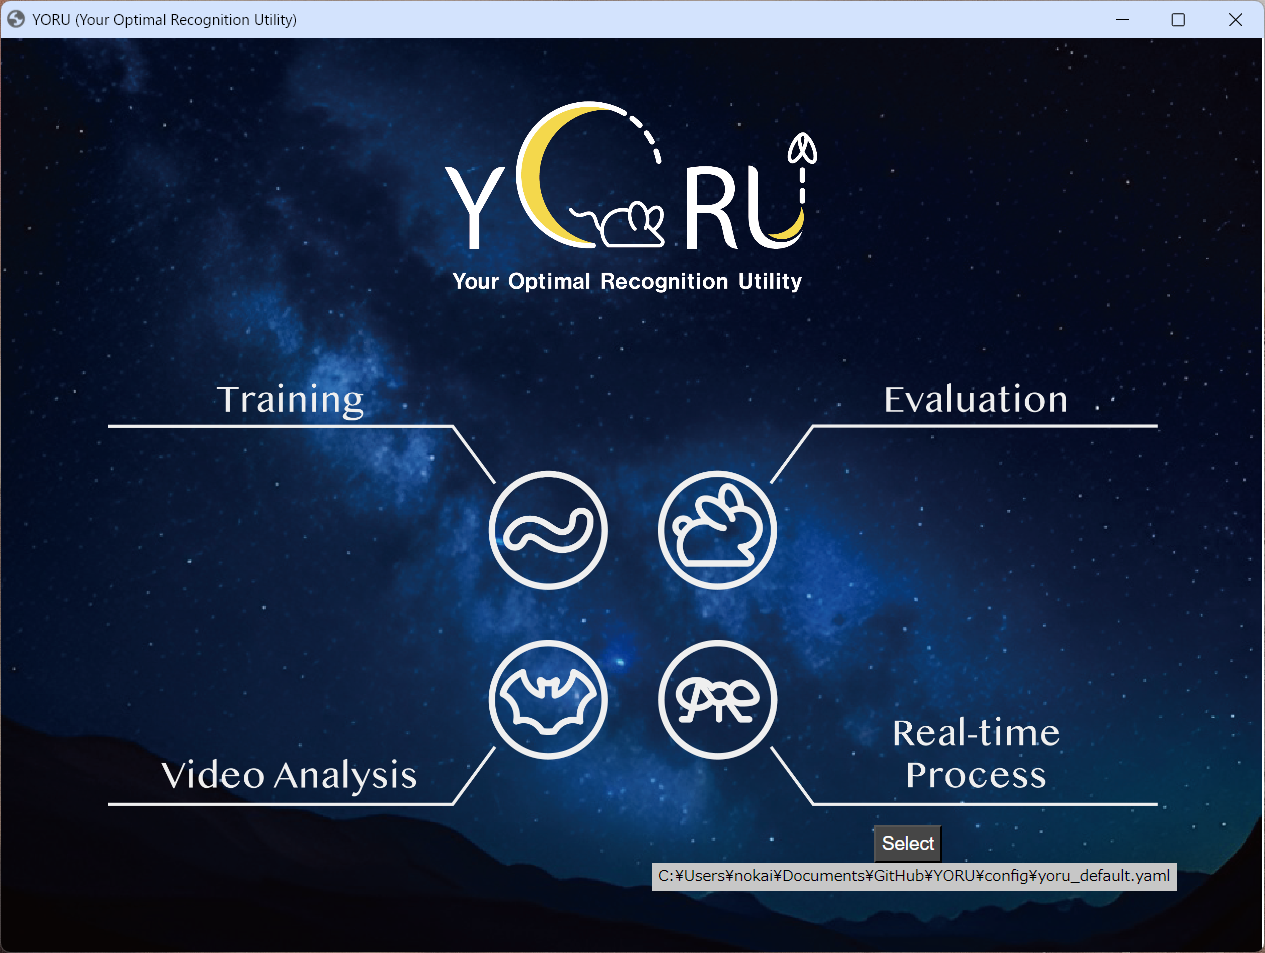 YORU (Your Optimal Recognition Utility)
YORU
Your Optimal Recognition Utility
Training
Evaluation
Video Analysis
Real-time
Process
Select
C:¥Users¥nokai¥Documents¥GitHub¥YORU¥config¥yoru_default.yaml